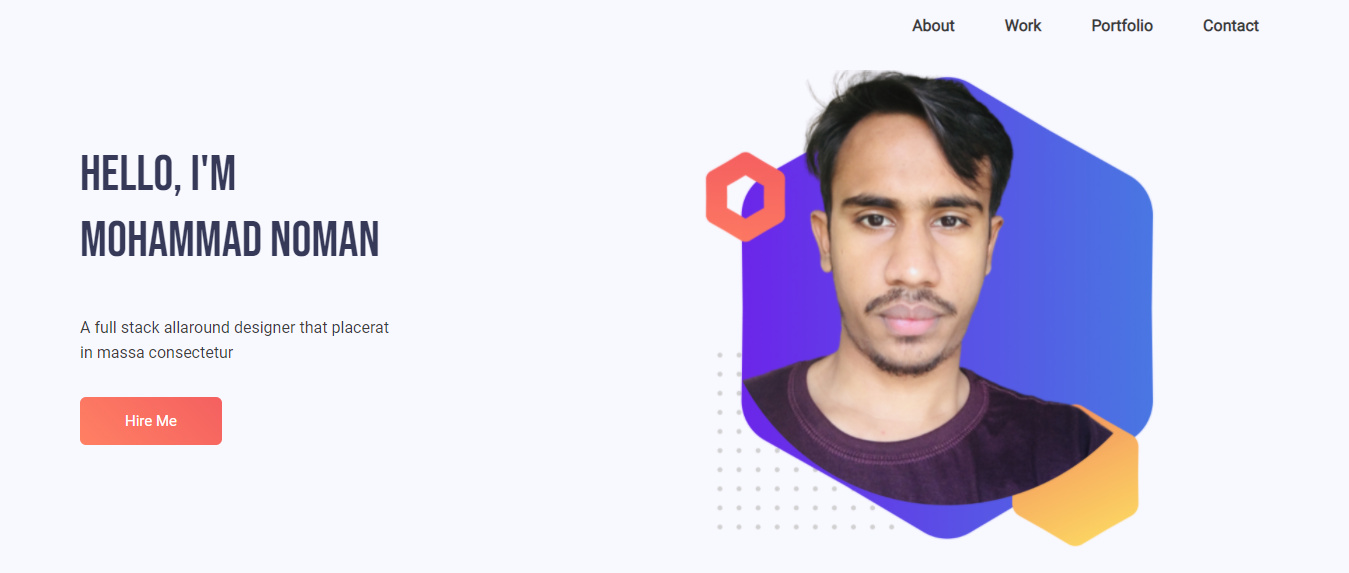 About Work Portfolio Contact
HELLO, I'M
MOHAMMAD NOMAN
A full stack allaround designer that placerat
in massa consectetur
Hire Me